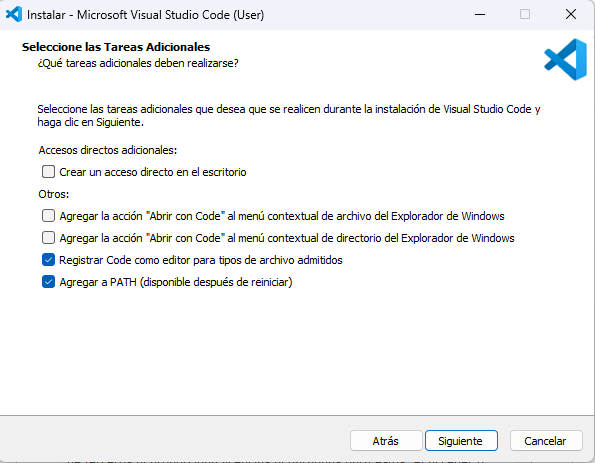 Instalar - Microsoft Visual Studio Code (User)
Seleccione las Tareas Adicionales
¿Qué tareas adicionales deben realizarse?
Seleccione las tareas adicionales que desea que se realicen durante la instalación de Visual Studio Code y
haga clic en Siguiente.
Accesos directos adicionales:
Crear un acceso directo en el escritorio
Otros:
Agregar la acción "Abrir con Code" al menú contextual de archivo del Explorador de Windows
Agregar la acción "Abrir con Code" al menú contextual de directorio del Explorador de Windows
Registrar Code como editor para tipos de archivo admitidos
Agregar a PATH (disponible después de reiniciar)
Atrás
Siguiente
Cancelar